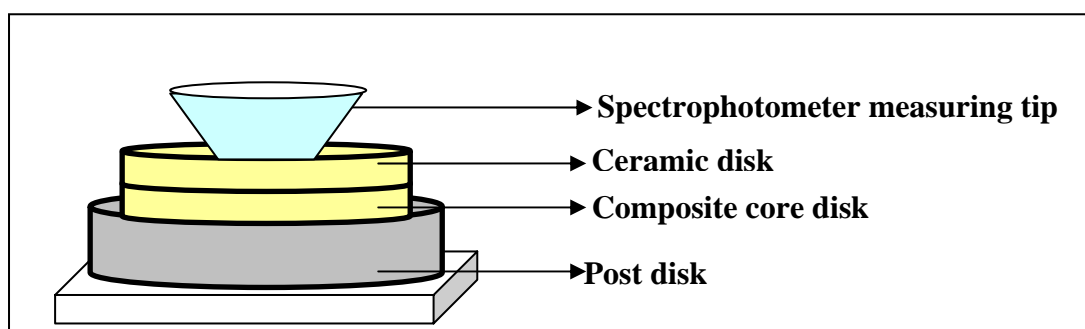 Spectrophotometer measuring tip
Ceramic disk
Composite core disk
Post disk